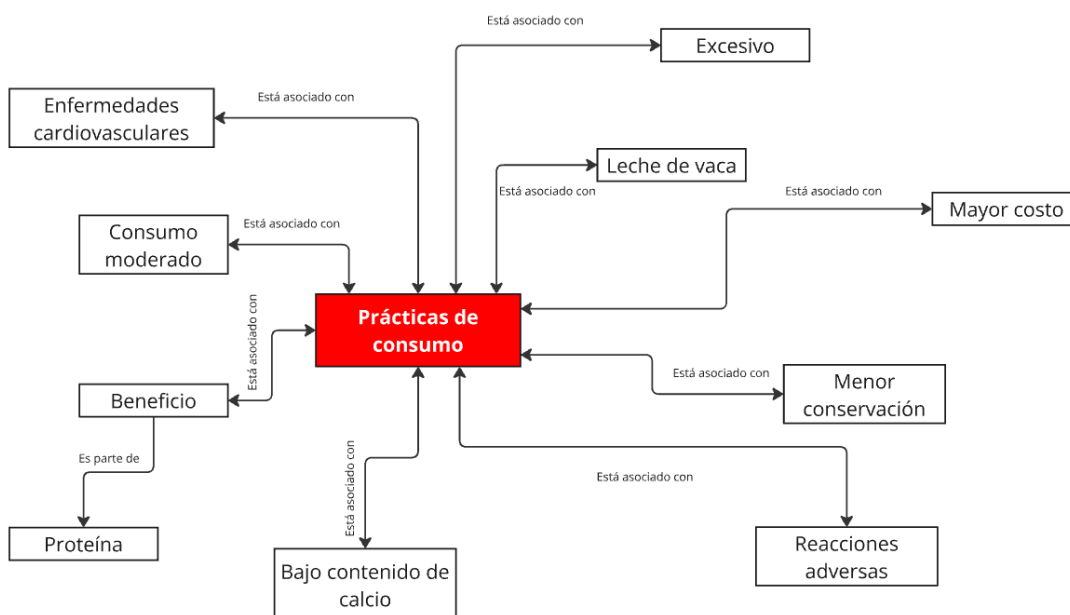 Está asociado con
Excesivo
Enfermedades
cardiovasculares
Está asociado con
Leche de vaca
Está asociado con
Está asociado con
Mayor costo
Consumo
moderado
Está asociado con
Prácticas de
consumo
Está asociado con
Beneficio
Está asociado con
Menor
conservación
Es parte de
Está asociado con
Está asociado con
Proteína
Bajo contenido de
calcio
Reacciones
adversas